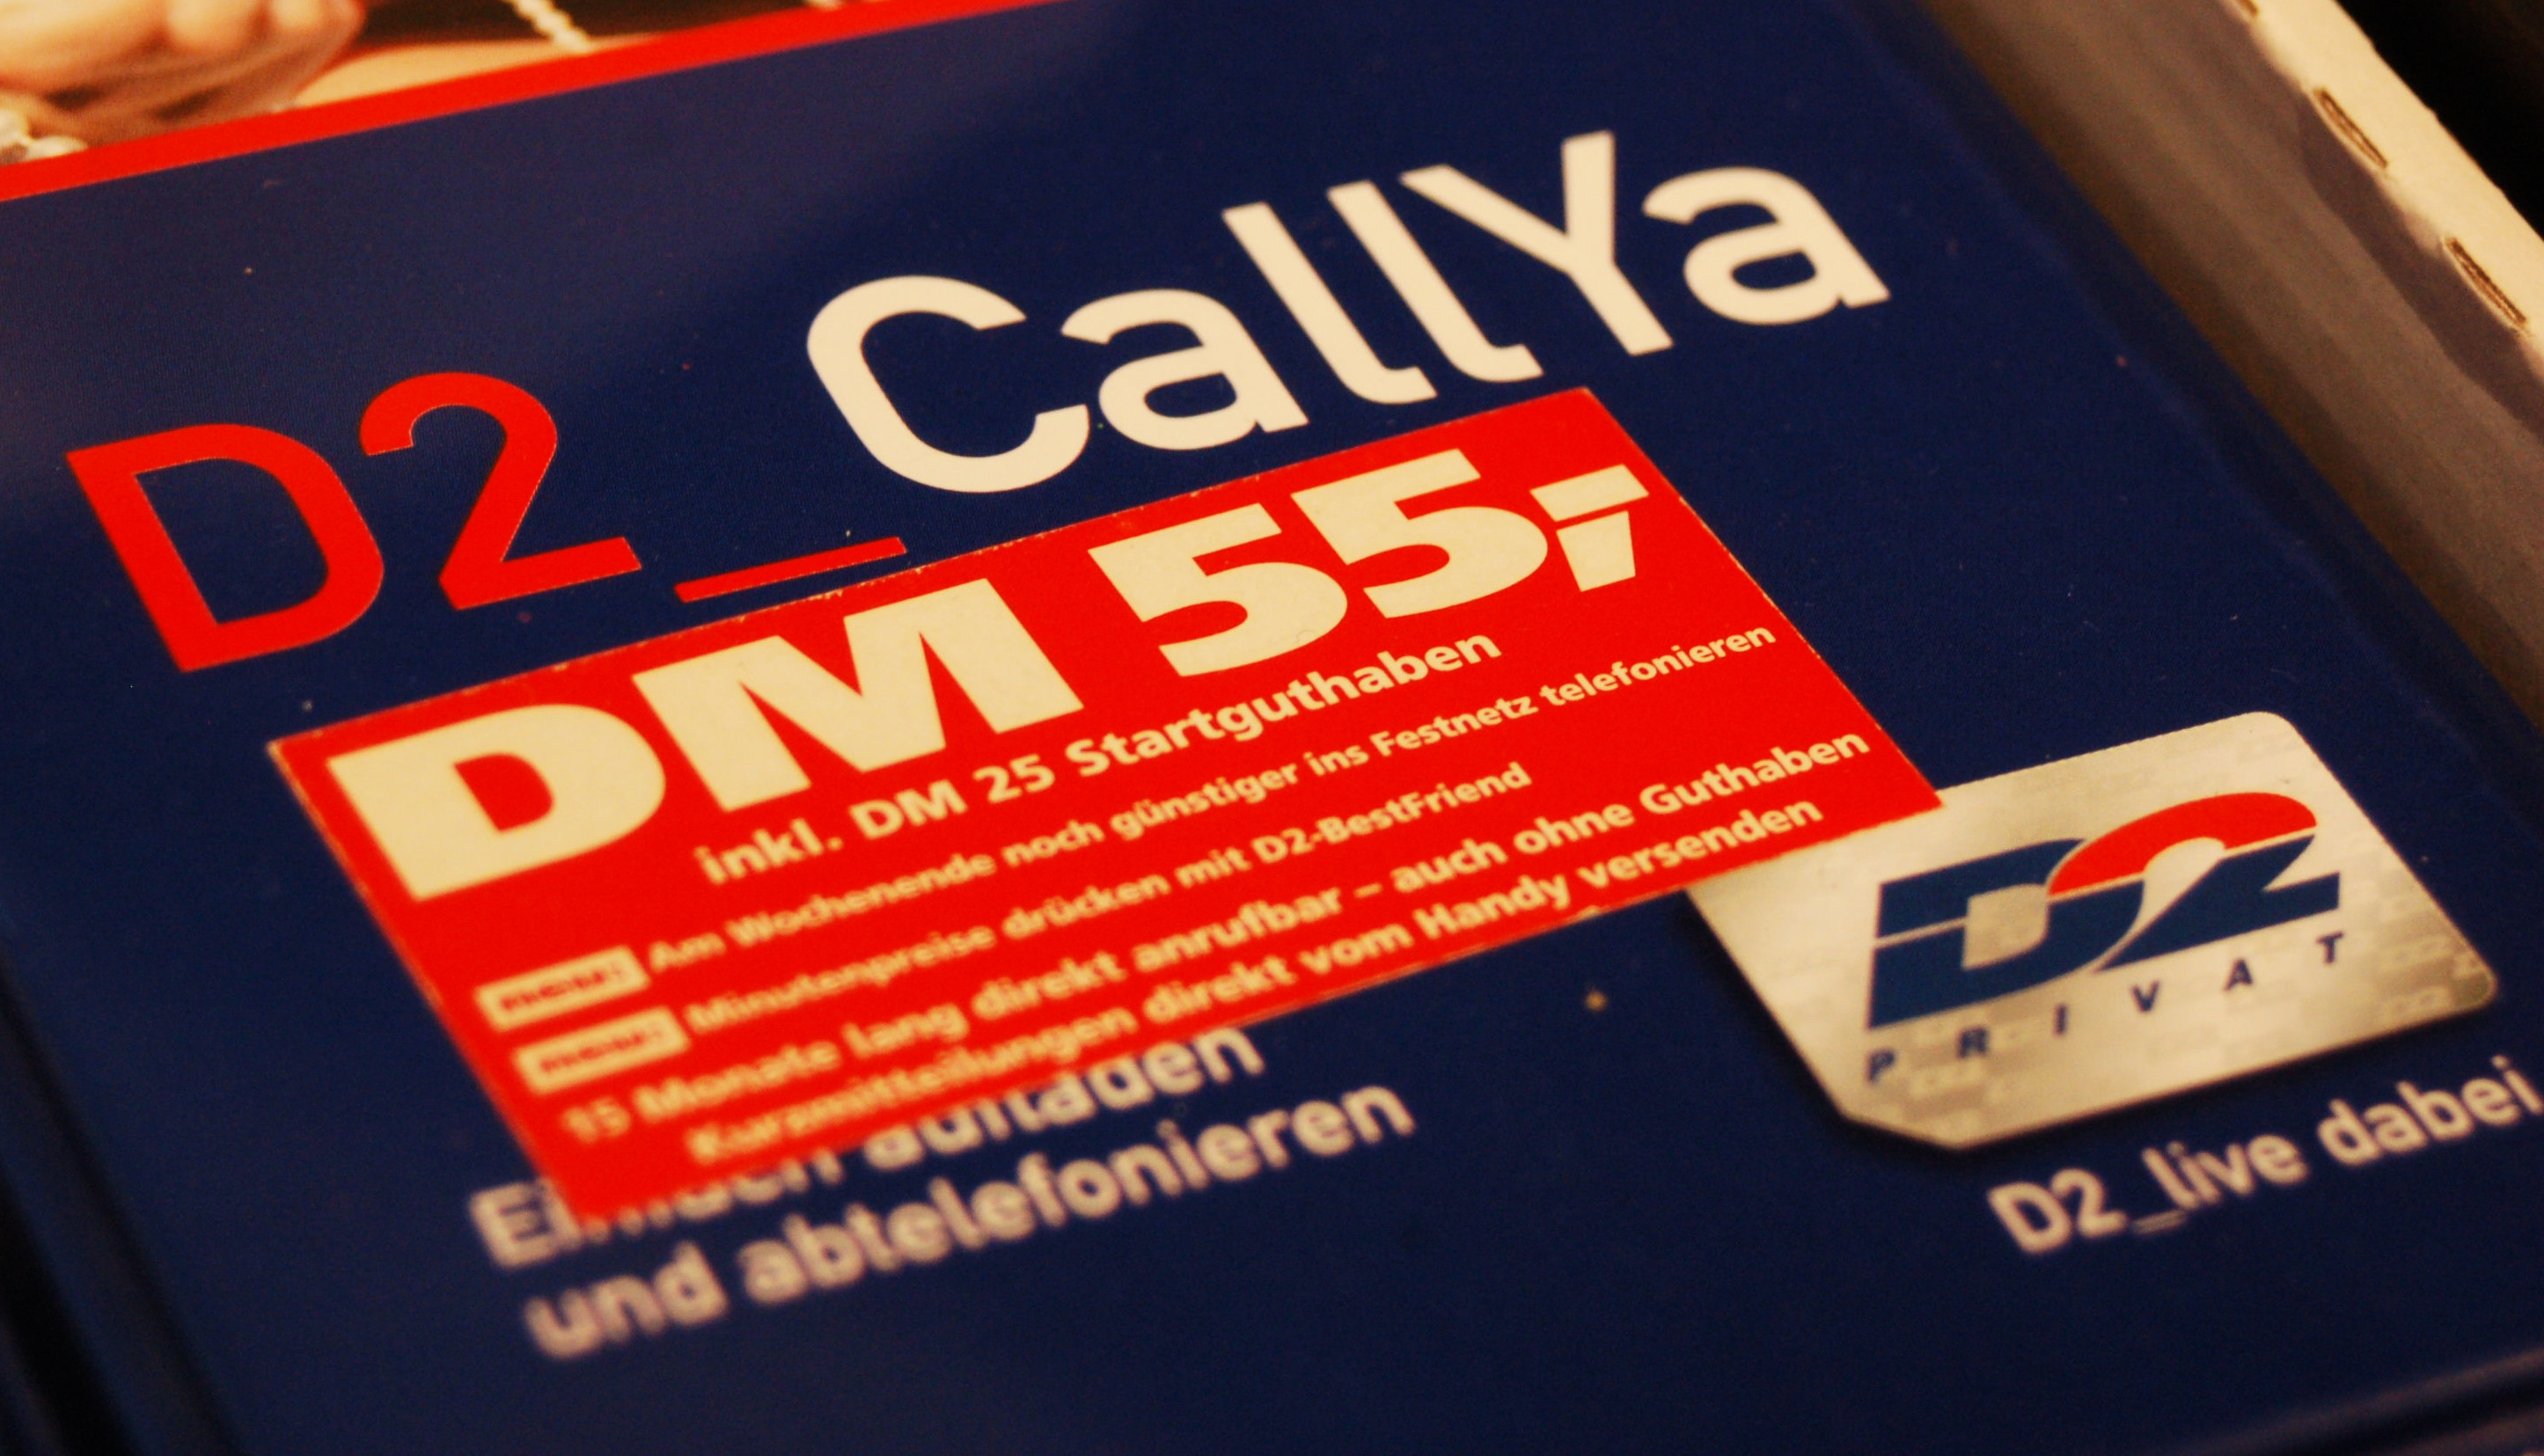 D2_CallYa
DM 55,-
inkl. DM 25 Startguthaben
Am Wochenende noch günstiger ins Festnetz telefonieren
Minutenpreise drücken mit D2-BestFriend
15 Monate lang direkt anrufbar – auch ohne Guthaben
Kurzmitteilungen direkt vom Handy versenden
Einfach aufladen
und abtelefonieren
D2
PRIVAT
D2_live dabei